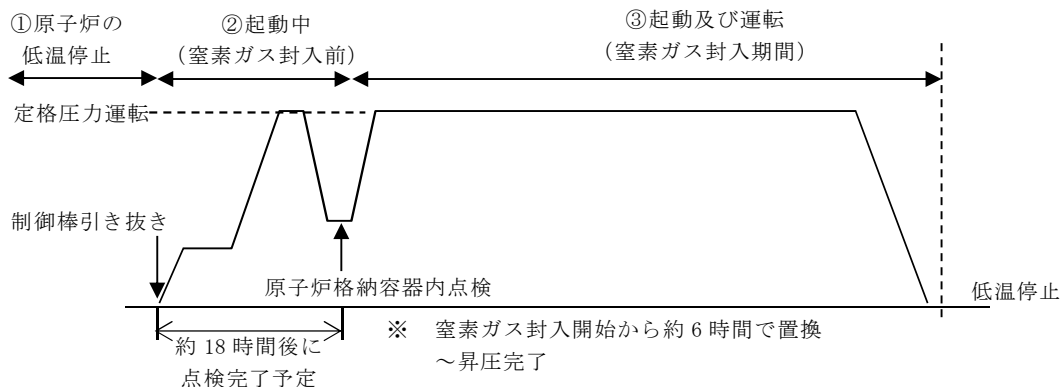 ①原子炉の
低温停止
②起動中
(窒素ガス封入前)
③起動及び運転
(窒素ガス封入期間)
定格圧力運転
制御棒引き抜き
原子炉格納容器内点検
低温停止
約 18 時間後に
点検完了予定
※ 窒素ガス封入開始から約 6 時間で置換
～昇圧完了